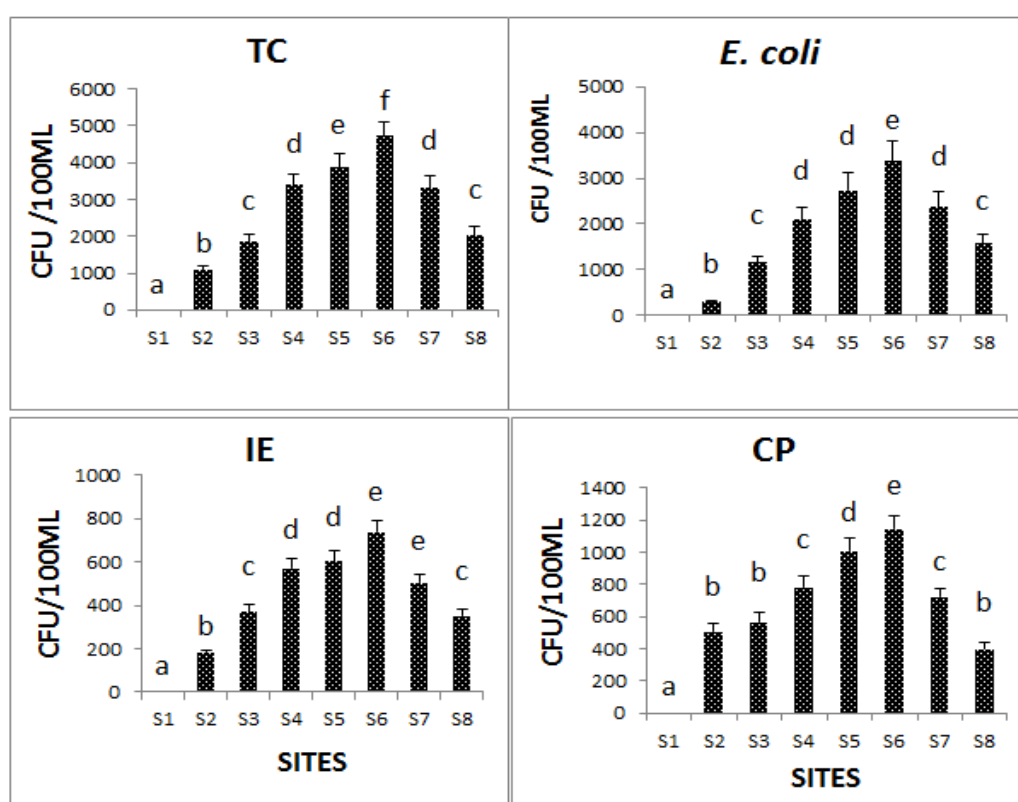 TC
CFU /100ML
6000
5000
4000
3000
2000
1000
0
a
b
c
d
e
f
d
c
S1 S2 S3 S4 S5 S6 S7 S8
E. coli
CFU /100ML
5000
4000
3000
2000
1000
0
a
b
c
d
d
e
d
c
S1 S2 S3 S4 S5 S6 S7 S8
IE
CFU/100ML
1000
800
600
400
200
0
a
b
c
d
d
e
e
c
S1 S2 S3 S4 S5 S6 S7 S8
SITES
CP
CFU/100ML
1400
1200
1000
800
600
400
200
0
a
b
b
c
d
e
c
b
S1 S2 S3 S4 S5 S6 S7 S8
SITES